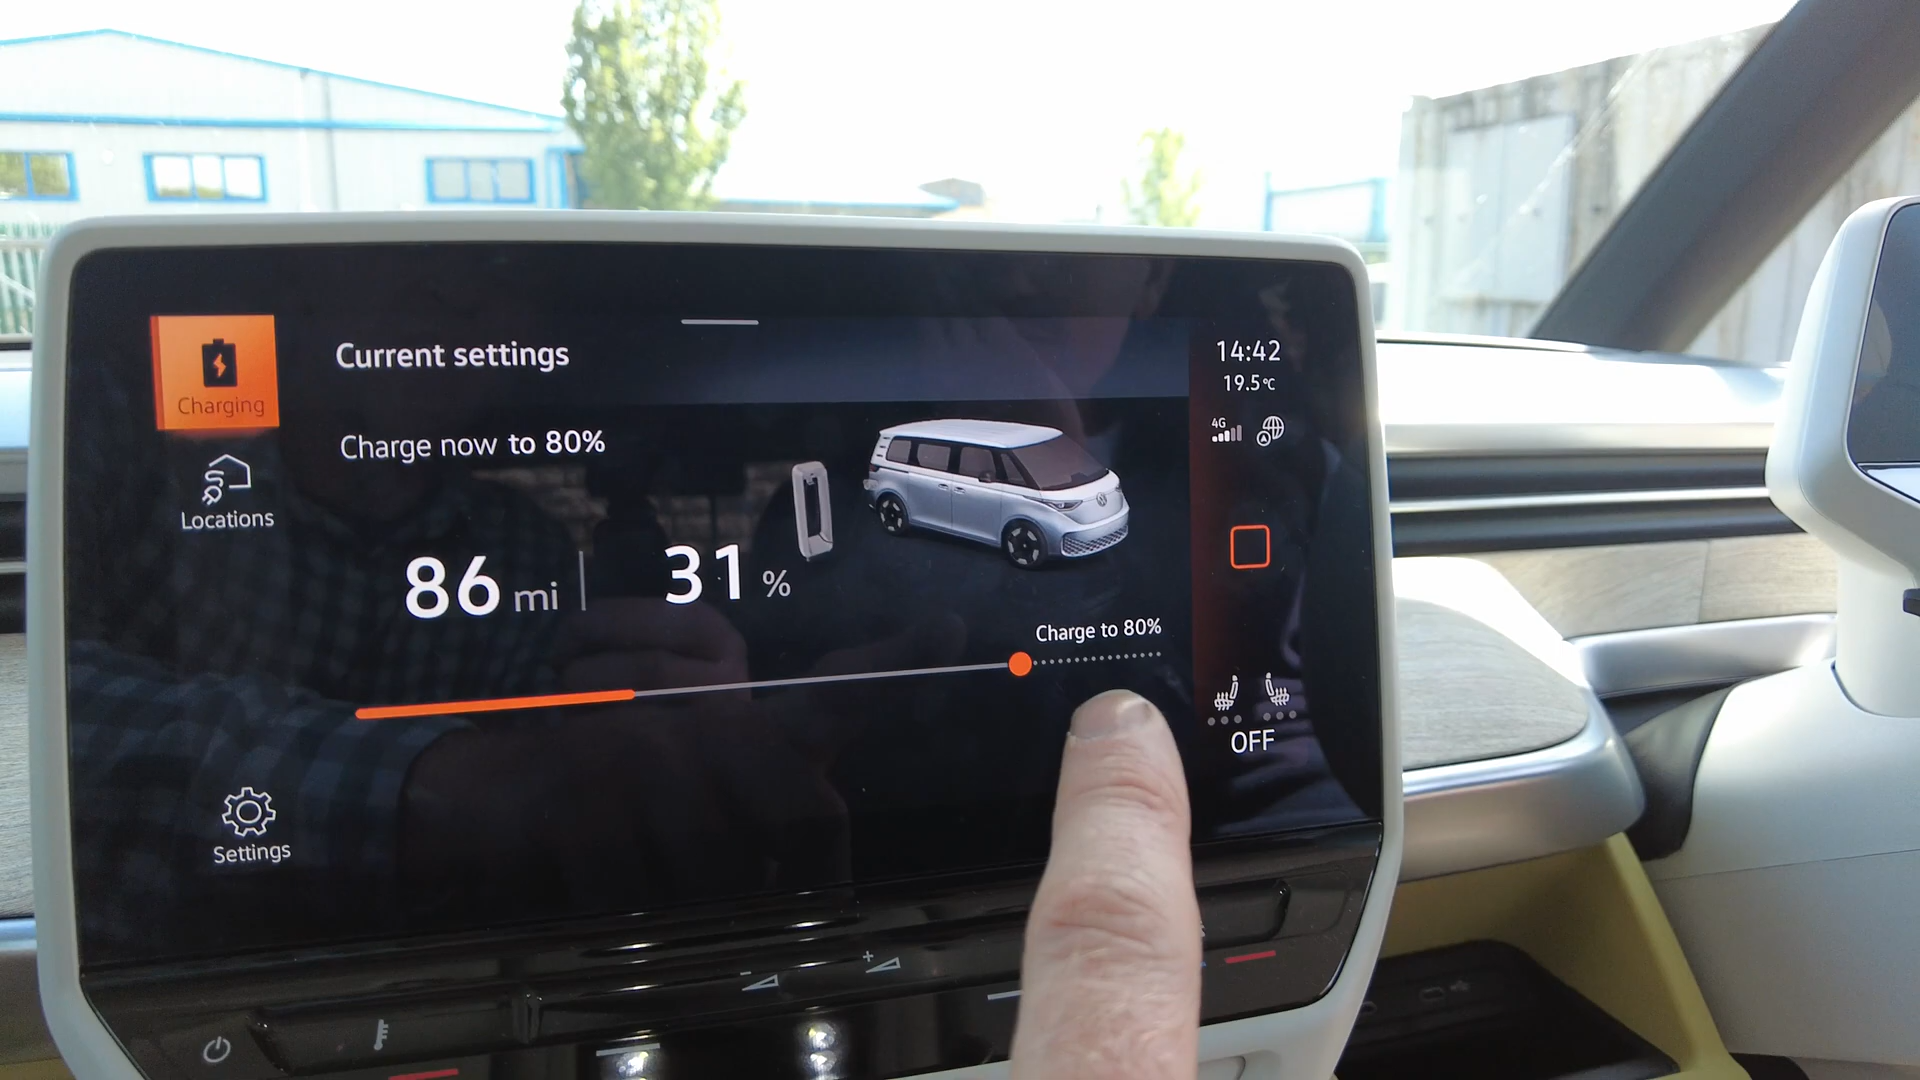 Current settings
14:42
19.5°C
Charging
4G
Charge now to 80%
Locations
86 mi
31 %
Charge to 80%
OFF
Settings
- +